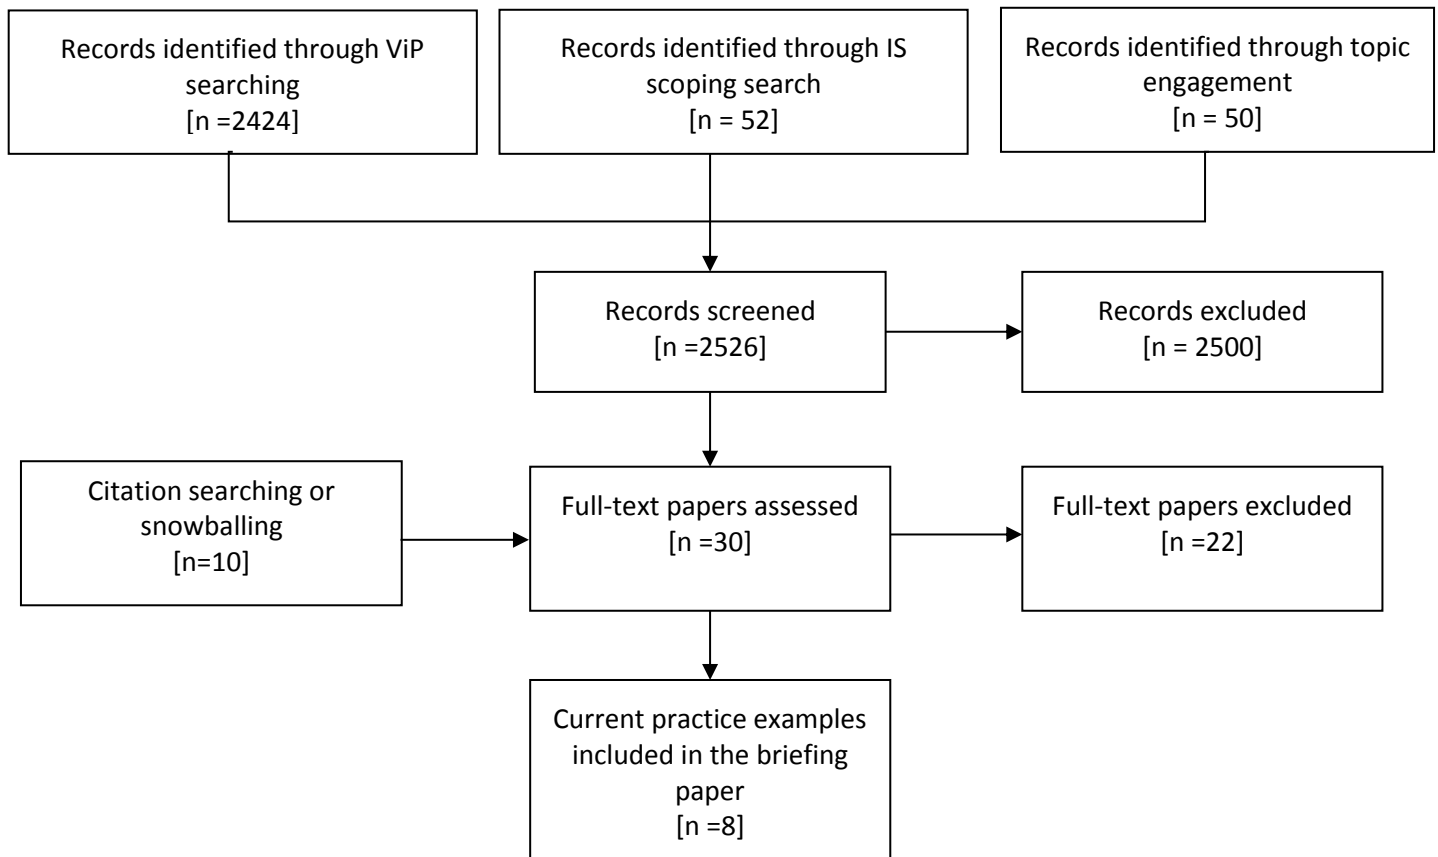 Records identified through ViP
searching
[n =2424]
Records identified through IS
scoping search
[n = 52]
Records identified through topic
engagement
[n = 50]
Records screened
[n =2526]
Records excluded
[n = 2500]
Citation searching or
snowballing
[n=10]
Full-text papers assessed
[n =30]
Full-text papers excluded
[n =22]
Current practice examples
included in the briefing
paper
[n =8]